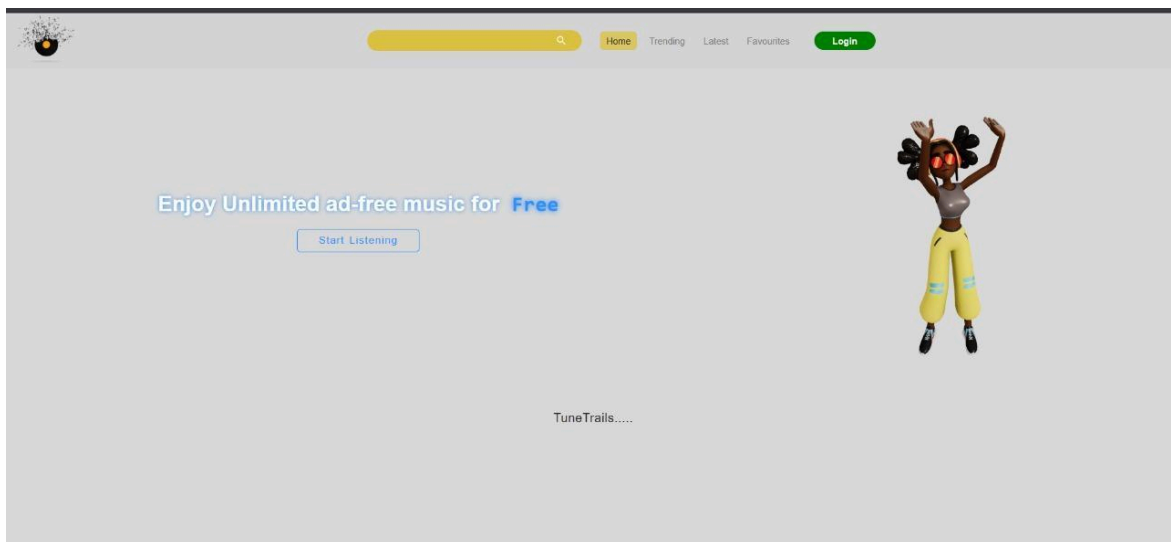 Home Trending Latest Favourites Login
Enjoy Unlimited ad-free music for Free
Start Listening
TuneTrails.....